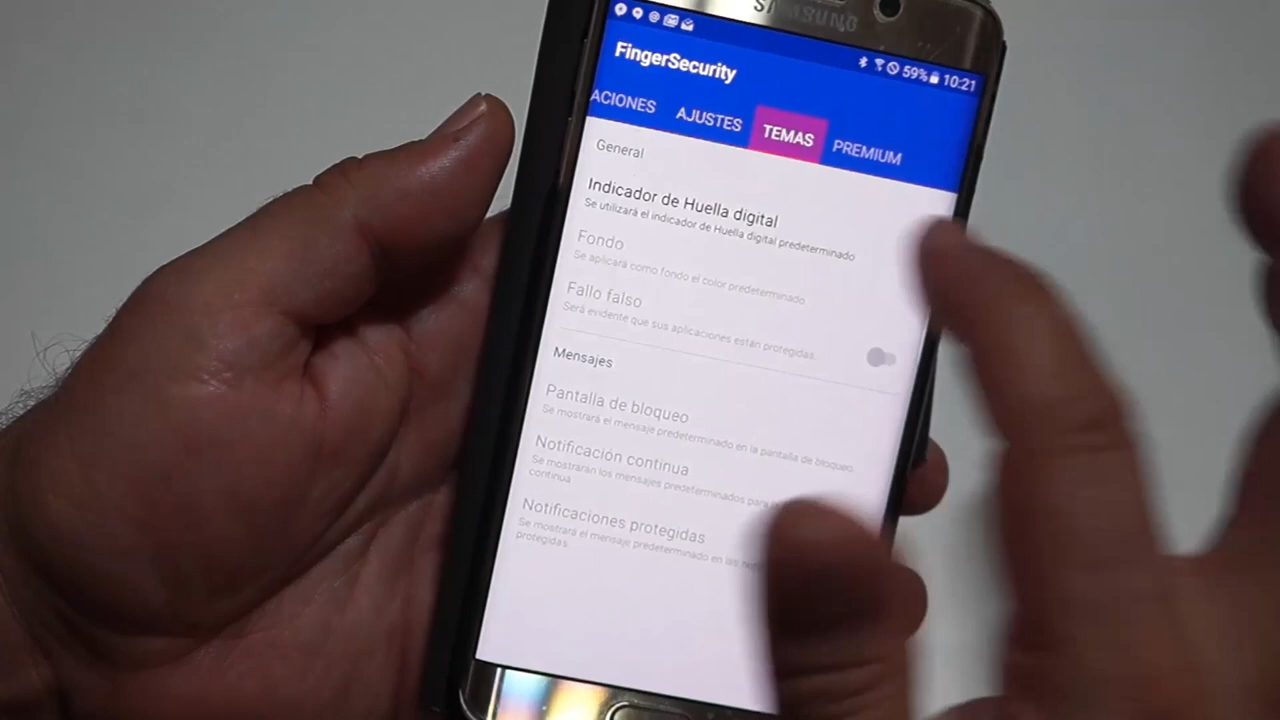 SAMSUNG
59% 10:21
FingerSecurity
ACIONES AJUSTES TEMAS PREMIUM
General
Indicador de Huella digital
Se utilizará el indicador de Huella digital predeterminado
Fondo
Se aplicará como fondo el color predeterminado
Fallo falso
Será evidente que sus aplicaciones están protegidas.
Mensajes
Pantalla de bloqueo
Se mostrará el mensaje predeterminado en la pantalla de bloqueo
Notificación continua
Se mostrarán los mensajes predeterminados para
continua
Notificaciones protegidas
Se mostrará el mensaje predeterminado en las
protegidas.